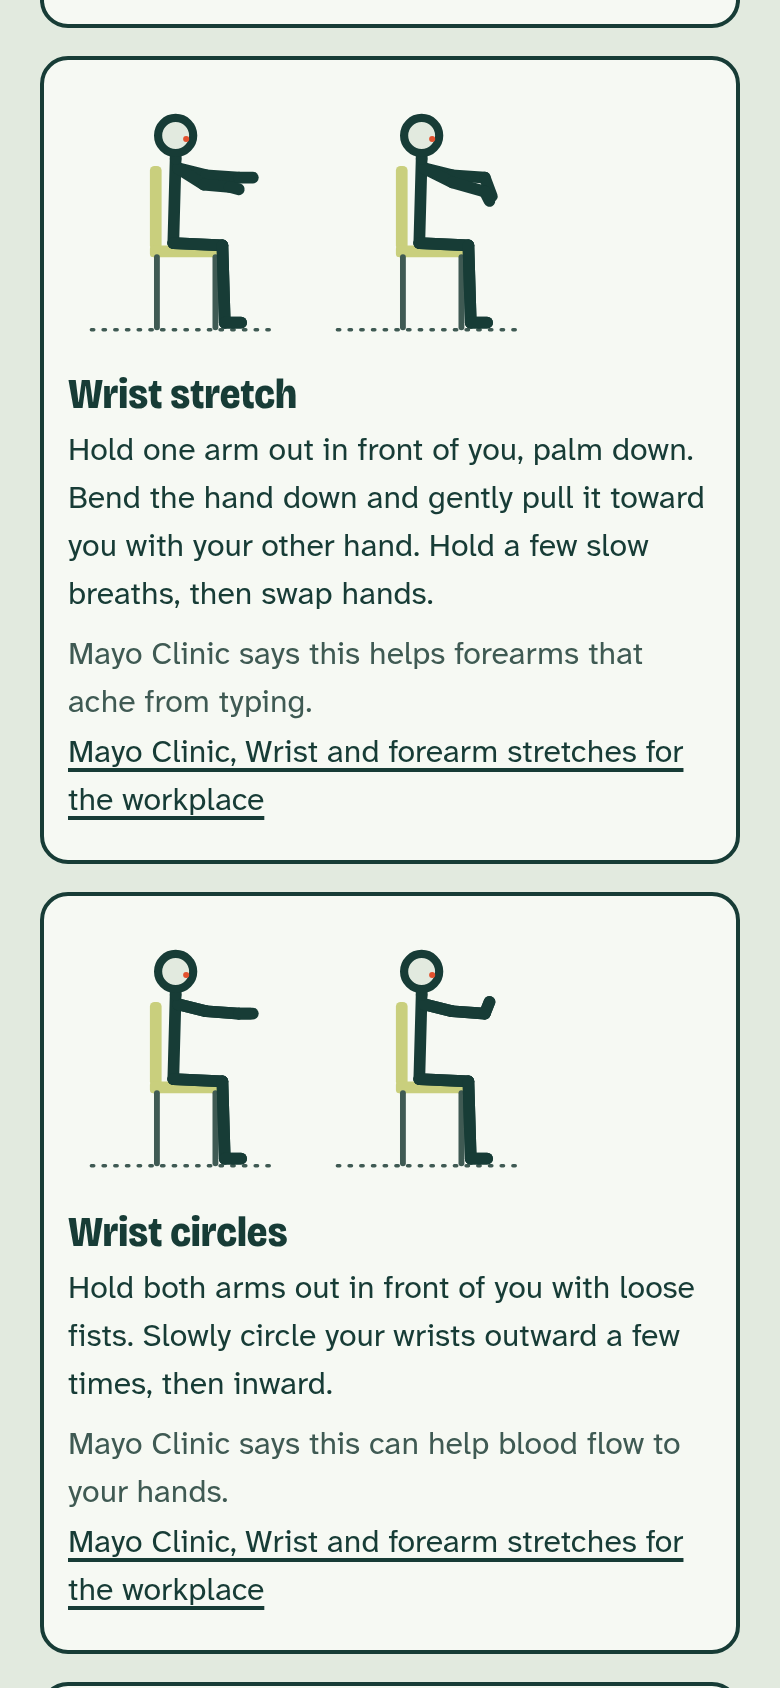 Wrist stretch
Hold one arm out in front of you, palm down.
Bend the hand down and gently pull it toward
you with your other hand. Hold a few slow
breaths, then swap hands.
Mayo Clinic says this helps forearms that
ache from typing.
Mayo Clinic, Wrist and forearm stretches for
the workplace
Wrist circles
Hold both arms out in front of you with loose
fists. Slowly circle your wrists outward a few
times, then inward.
Mayo Clinic says this can help blood flow to
your hands.
Mayo Clinic, Wrist and forearm stretches for
the workplace